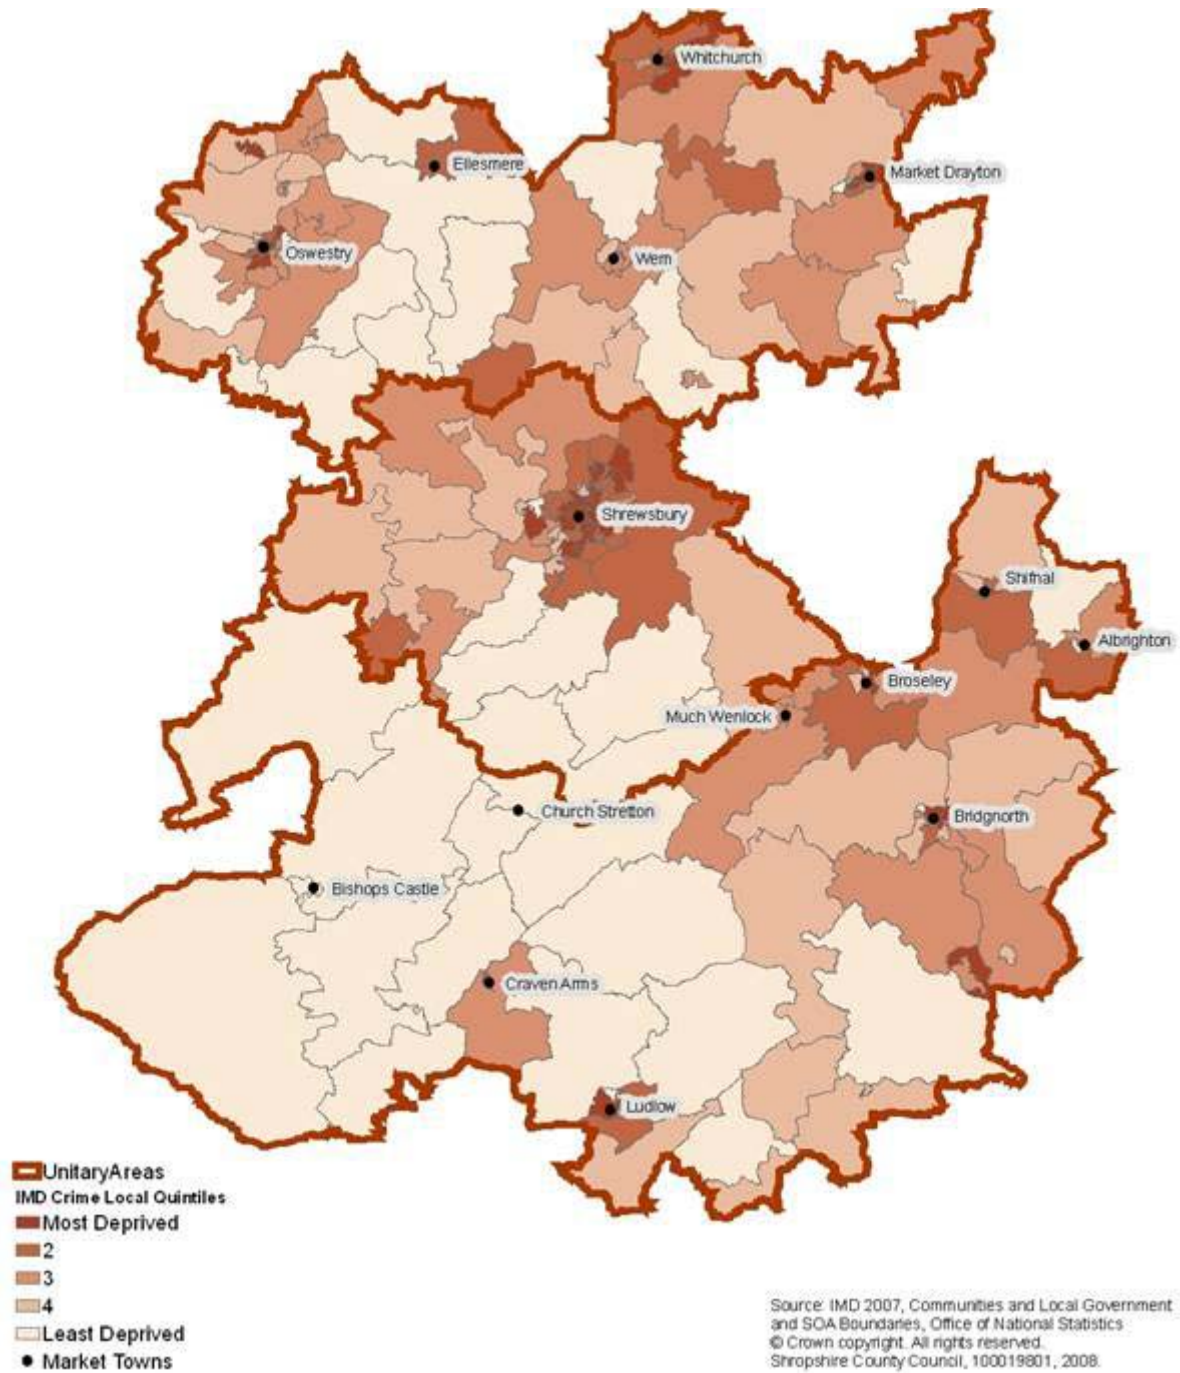 Whitchurch
Ellesmere
Market Drayton
Oswestry
Wem
Shrewsbury
Shifnal
Albrighton
Broseley
Much Wenlock
Church Stretton
Bridgnorth
Bishops Castle
Craven Arms
Ludlow
UnitaryAreas
IMD Crime Local Quintiles
Most Deprived
2
3
4
Least Deprived
Market Towns
Source: IMD 2007, Communities and Local Government
and SOA Boundaries, Office of National Statistics
© Crown copyright. All rights reserved.
Shropshire County Council, 100019801, 2008.